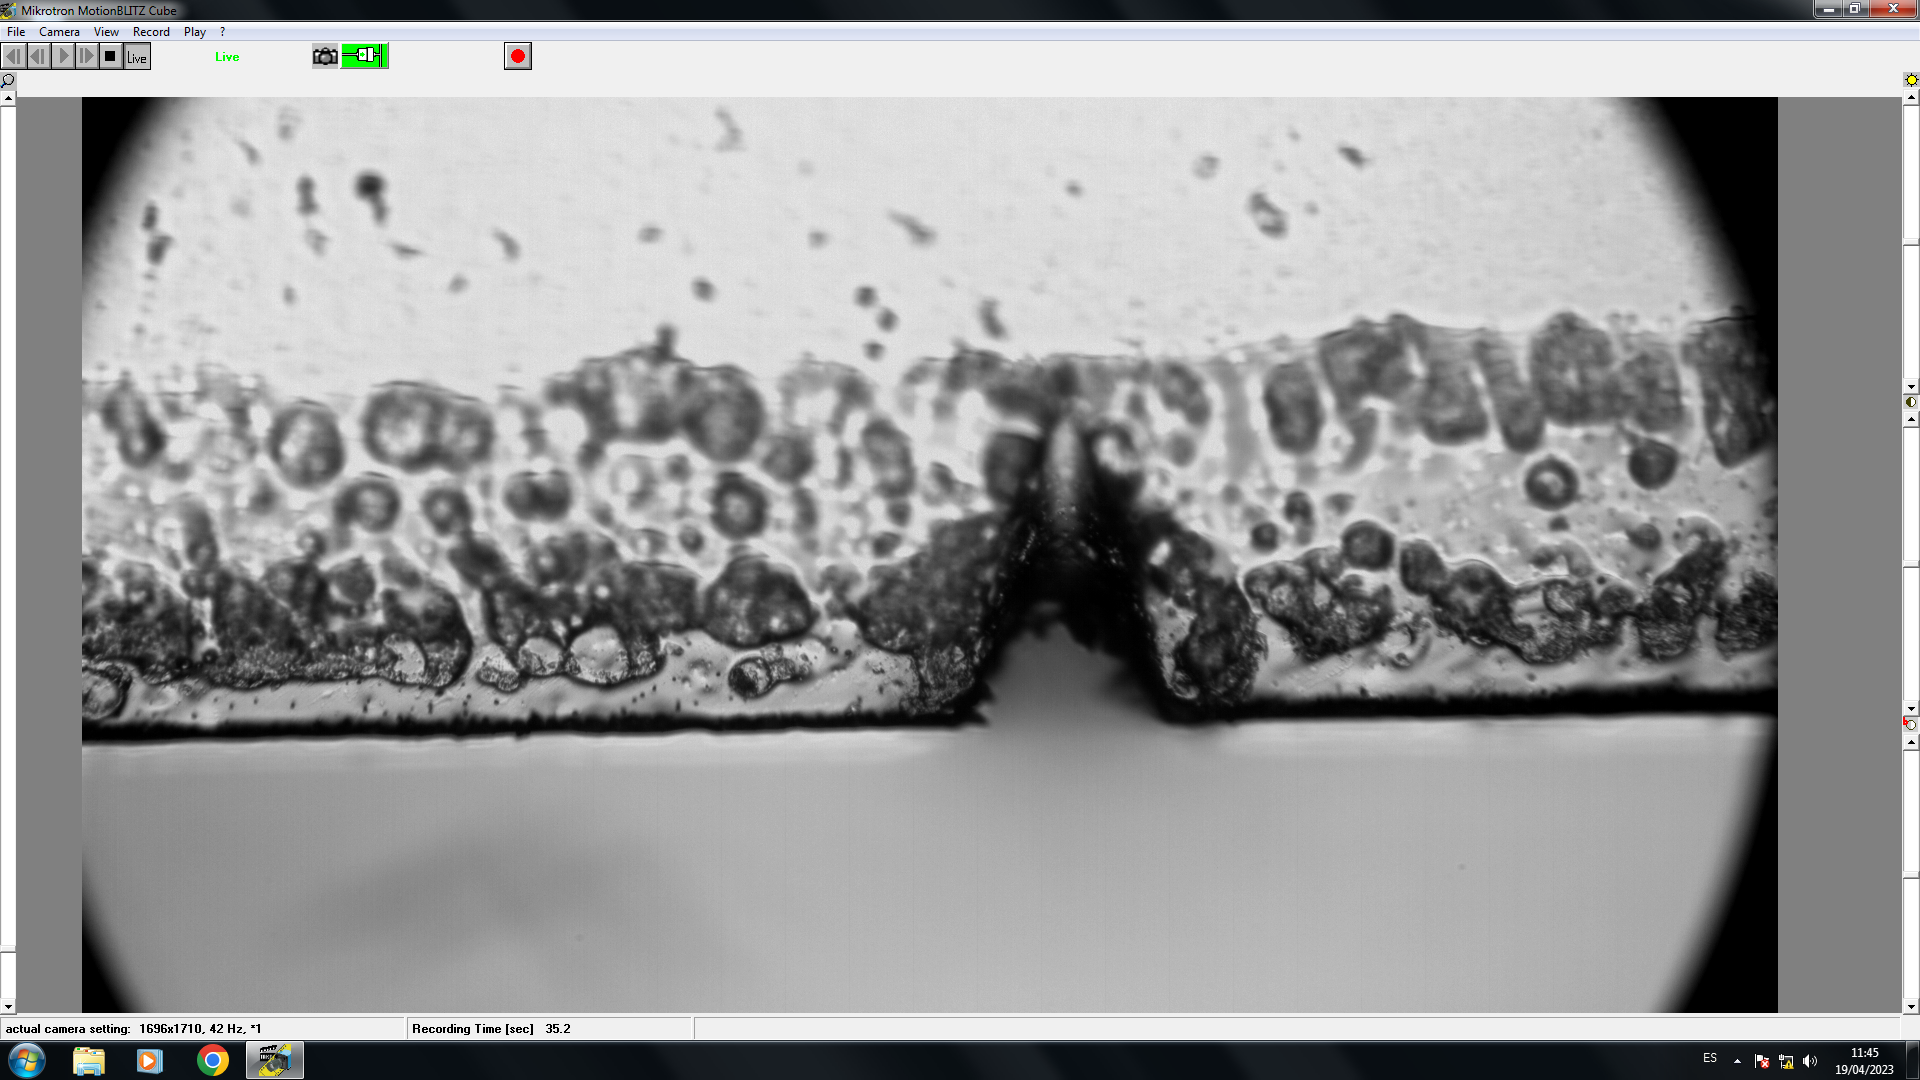 Mikrotron MotionBLITZ Cube
File Camera View Record Play ?
Live Live
actual camera setting: 1696x1710, 42 Hz, *1 Recording Time [sec] 35.2
ES 11:45
19/04/2023